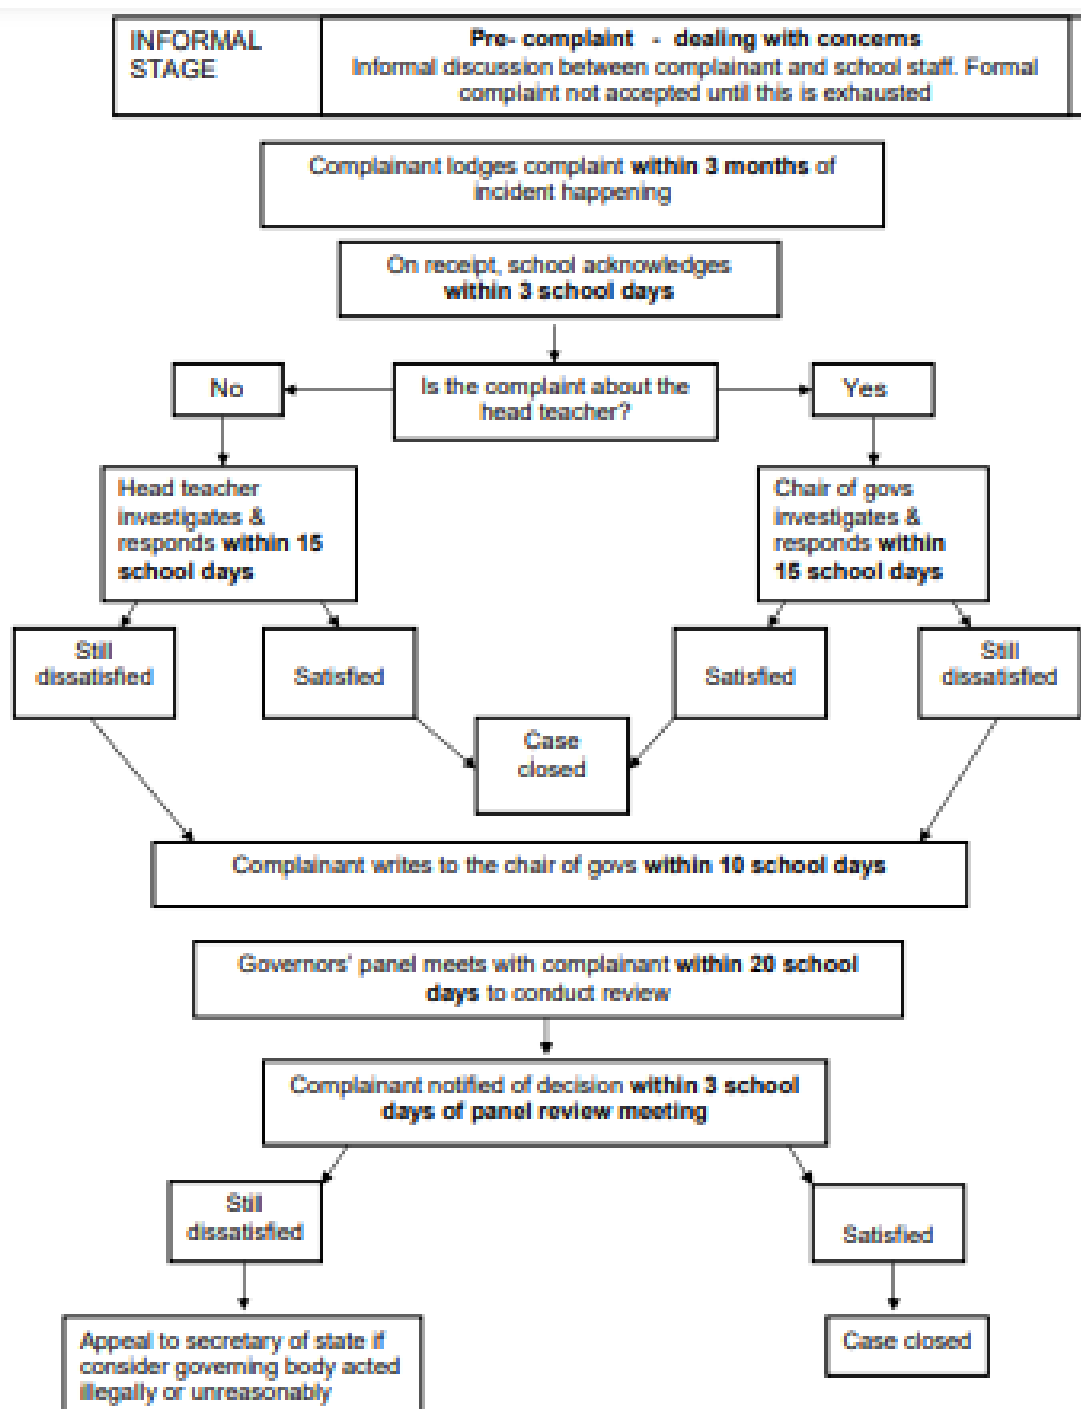 INFORMAL
STAGE
Pre- complaint - dealing with concerns
Informal discussion between complainant and school staff. Formal
complaint not accepted until this is exhausted
Complainant lodges complaint within 3 months of
incident happening
On receipt, school acknowledges
within 3 school days
No
Is the complaint about the
head teacher?
Yes
Head teacher
investigates &
responds within 15
school days
Chair of govs
investigates &
responds within
15 school days
Still
dissatisfied
Satisfied
Satisfied
Still
dissatisfied
Case
closed
Complainant writes to the chair of govs within 10 school days
Governors' panel meets with complainant within 20 school
days to conduct review
Complainant notified of decision within 3 school
days of panel review meeting
Still
dissatisfied
Satisfied
Appeal to secretary of state if
consider governing body acted
illegally or unreasonably
Case closed